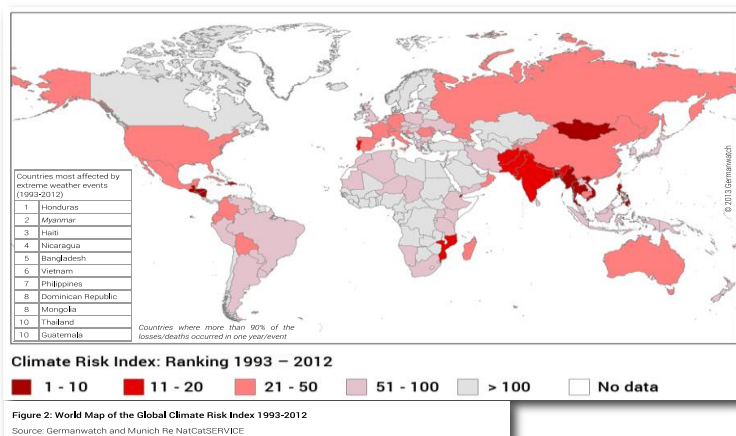 Countries most affected by
extreme weather events
(1993-2012)
1 Honduras
2 Myanmar
3 Haiti
4 Nicaragua
5 Bangladesh
6 Vietnam
7 Philippines
8 Dominican Republic
8 Mongolia
10 Thailand
10 Guatemala
Countries where more than 90% of the
losses/deaths occurred in one year/event
© 2013 Germanwatch
Climate Risk Index: Ranking 1993 – 2012
1 - 10
11 - 20
21 - 50
51 - 100
> 100
No data
Figure 2: World Map of the Global Climate Risk Index 1993-2012
Source: Germanwatch and Munich Re NatCatSERVICE